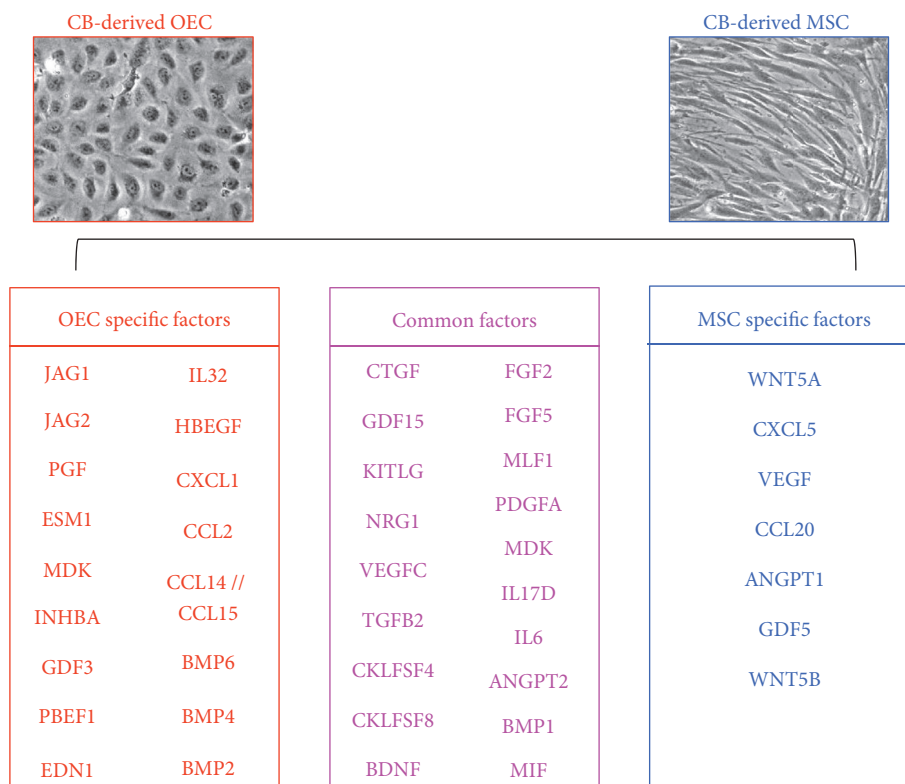 CB-derived OEC
CB-derived MSC
OEC specific factors
JAG1
JAG2
PGF
ESM1
MDK
INHBA
GDF3
PBEF1
EDN1
IL32
HBEGF
CXCL1
CCL2
CCL14 //
CCL15
BMP6
BMP4
BMP2
Common factors
CTGF
GDF15
KITLG
NRG1
VEGFC
TGFB2
CKLFSF4
CKLFSF8
BDNF
FGF2
FGF5
MLF1
PDGFA
MDK
IL17D
IL6
ANGPT2
BMP1
MIF
MSC specific factors
WNT5A
CXCL5
VEGF
CCL20
ANGPT1
GDF5
WNT5B